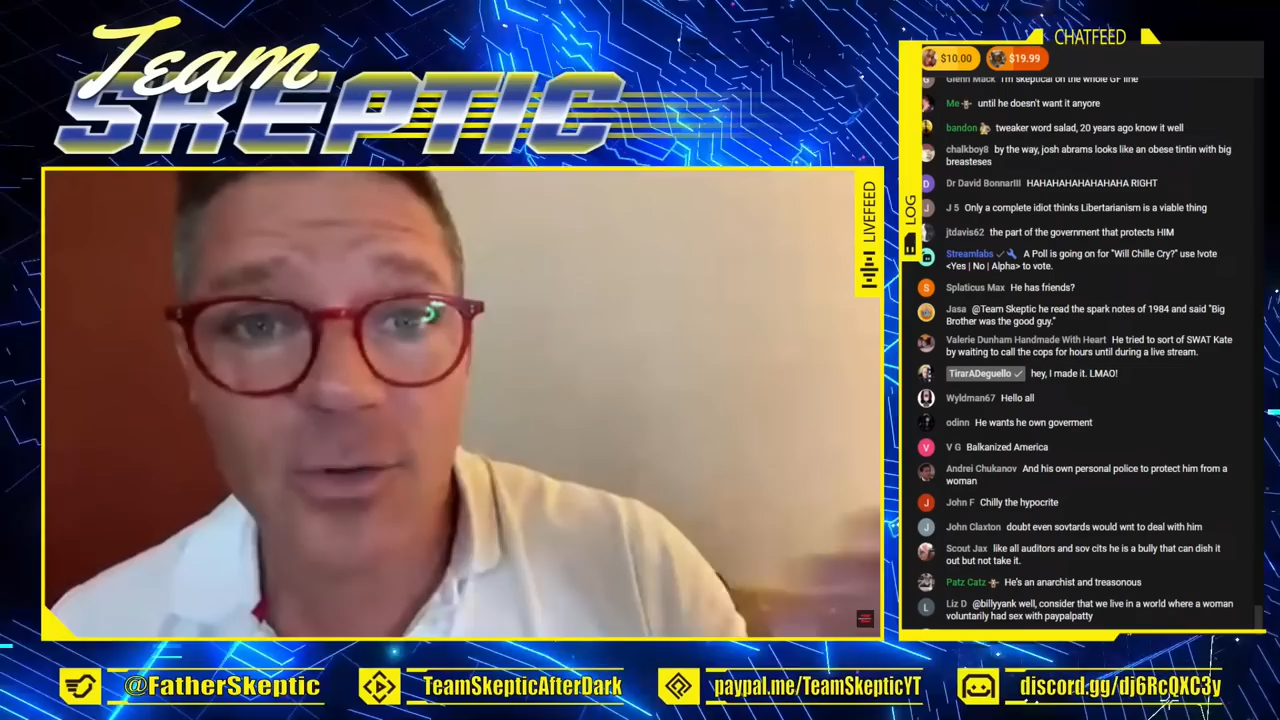 Team
SKEPTIC
LIVEFEED
CHATFEED
LOG
$10.00
$19.99
Glenn Mack I'm skeptical on the whole GF line
Me until he doesn't want it anyore
bandon tweaker word salad, 20 years ago know it well
chalkboy8 by the way, josh abrams looks like an obese tintin with big
breasteses
D
Dr David BonnarIII HAHAHAHAHAHAHA RIGHT
J
J 5 Only a complete idiot thinks Libertarianism is a viable thing
jtdavis62 the part of the government that protects HIM
Streamlabs A Poll is going on for "Will Chille Cry?" use !vote
<Yes | No | Alpha> to vote.
S
Splaticus Max He has friends?
Jasa @Team Skeptic he read the spark notes of 1984 and said "Big
Brother was the good guy."
Valerie Dunham Handmade With Heart He tried to sort of SWAT Kate
by waiting to call the cops for hours until during a live stream.
TirarADeguello hey, I made it. LMAO!
Wyldman67 Hello all
odinn He wants he own goverment
V
V G Balkanized America
Andrei Chukanov And his own personal police to protect him from a
woman
J
John F Chilly the hypocrite
J
John Claxton doubt even sovtards would wnt to deal with him
Scout Jax like all auditors and sov cits he is a bully that can dish it
out but not take it.
Patz Catz He's an anarchist and treasonous
L
Liz D @billyyank well, consider that we live in a world where a woman
voluntarily had sex with paypalpatty
@FatherSkeptic
TeamSkepticAfterDark
paypal.me/TeamSkepticYT
discord.gg/dj6RcQXC3v